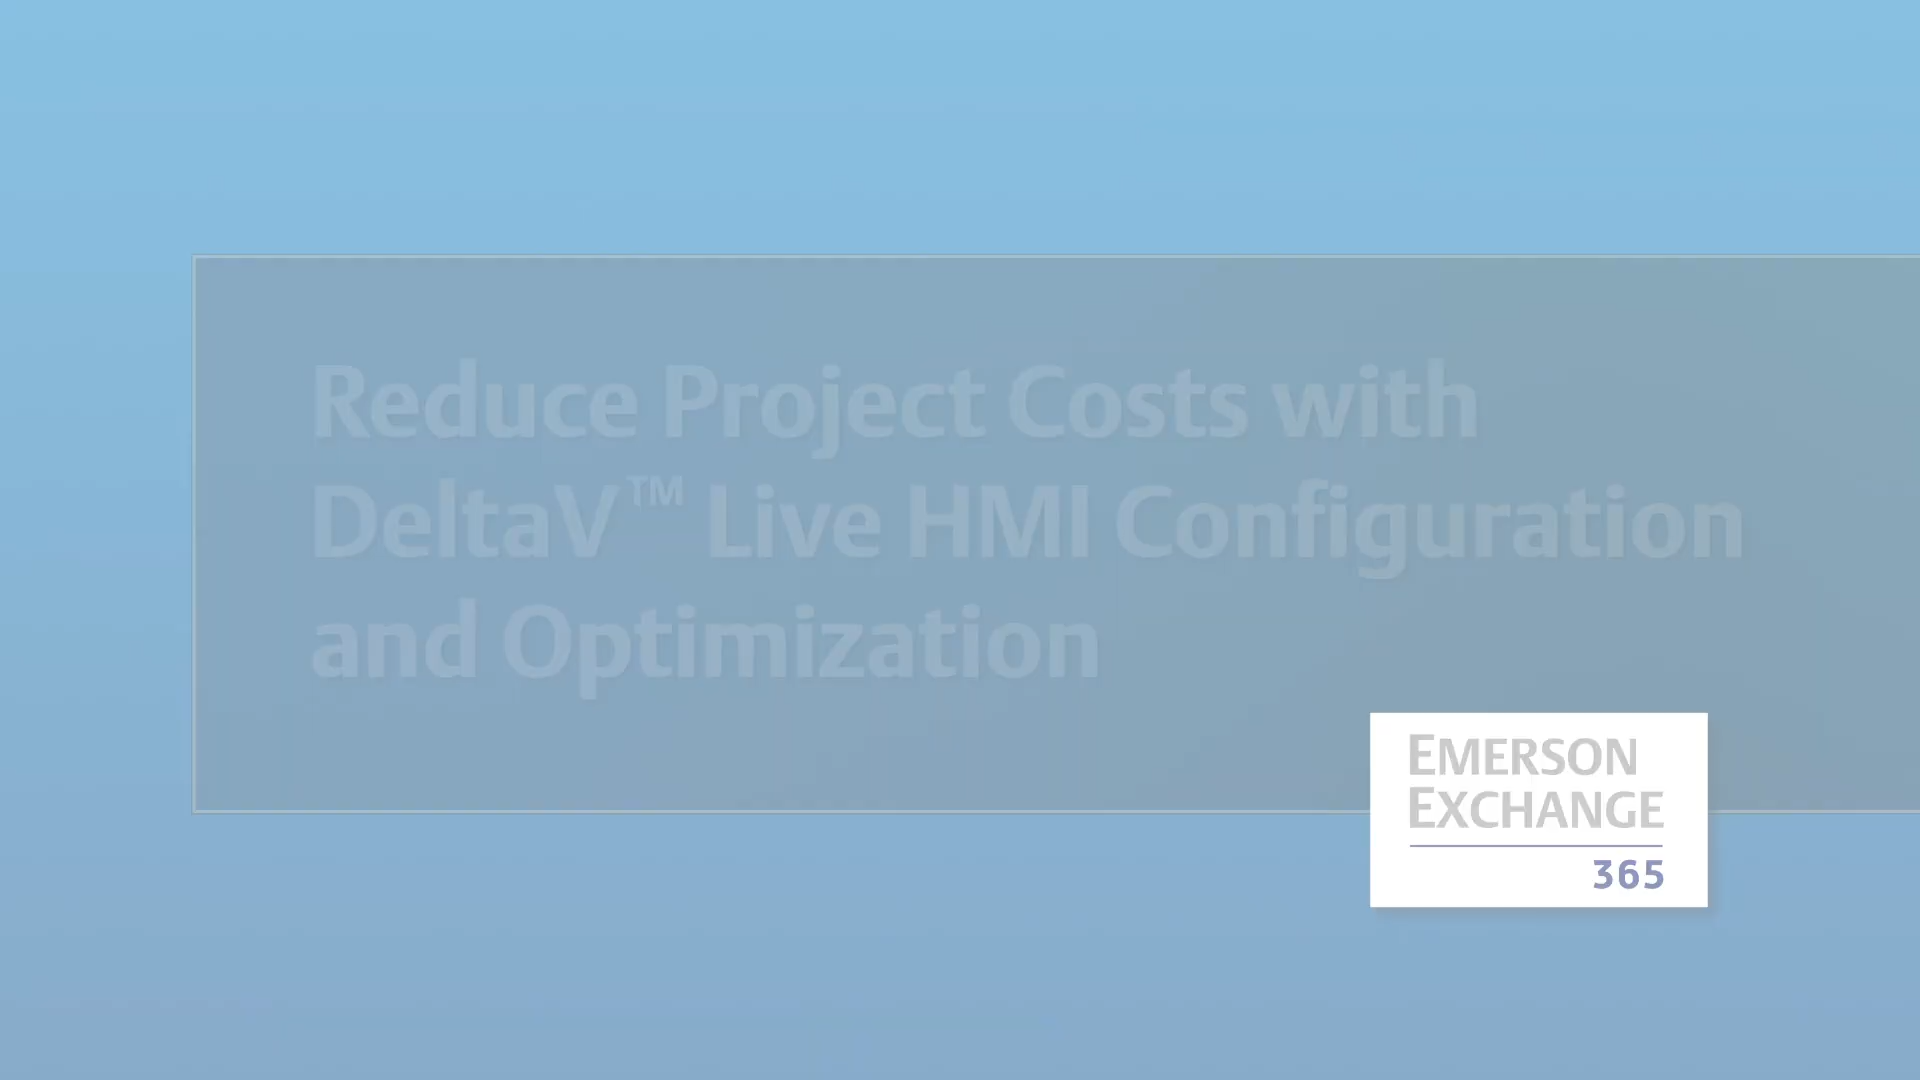 Reduce Project Costs with
DeltaV™ Live HMI Configuration
and Optimization
EMERSON
EXCHANGE
365